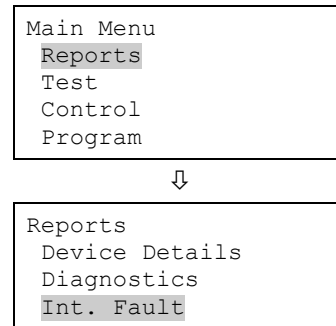 Main Menu
Reports
Test
Control
Program
⇩
Reports
Device Details
Diagnostics
Int. Fault